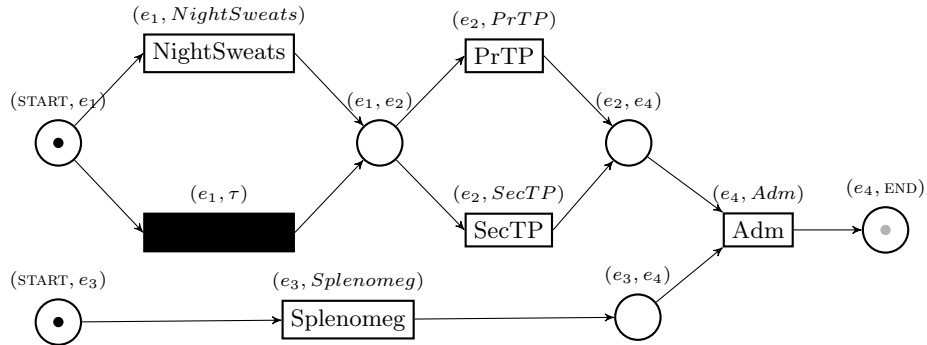 (e₁, NightSweats)
(e₂, PrTP)
NightSweats
PrTP
(START, e₁)
(e₁, e₂)
(e₂, e₄)
(e₁, τ)
(e₂, SecTP)
(e₄, Adm)
(e₄, END)
SecTP
Adm
(START, e₃)
(e₃, Splenomeg)
(e₃, e₄)
Splenomeg